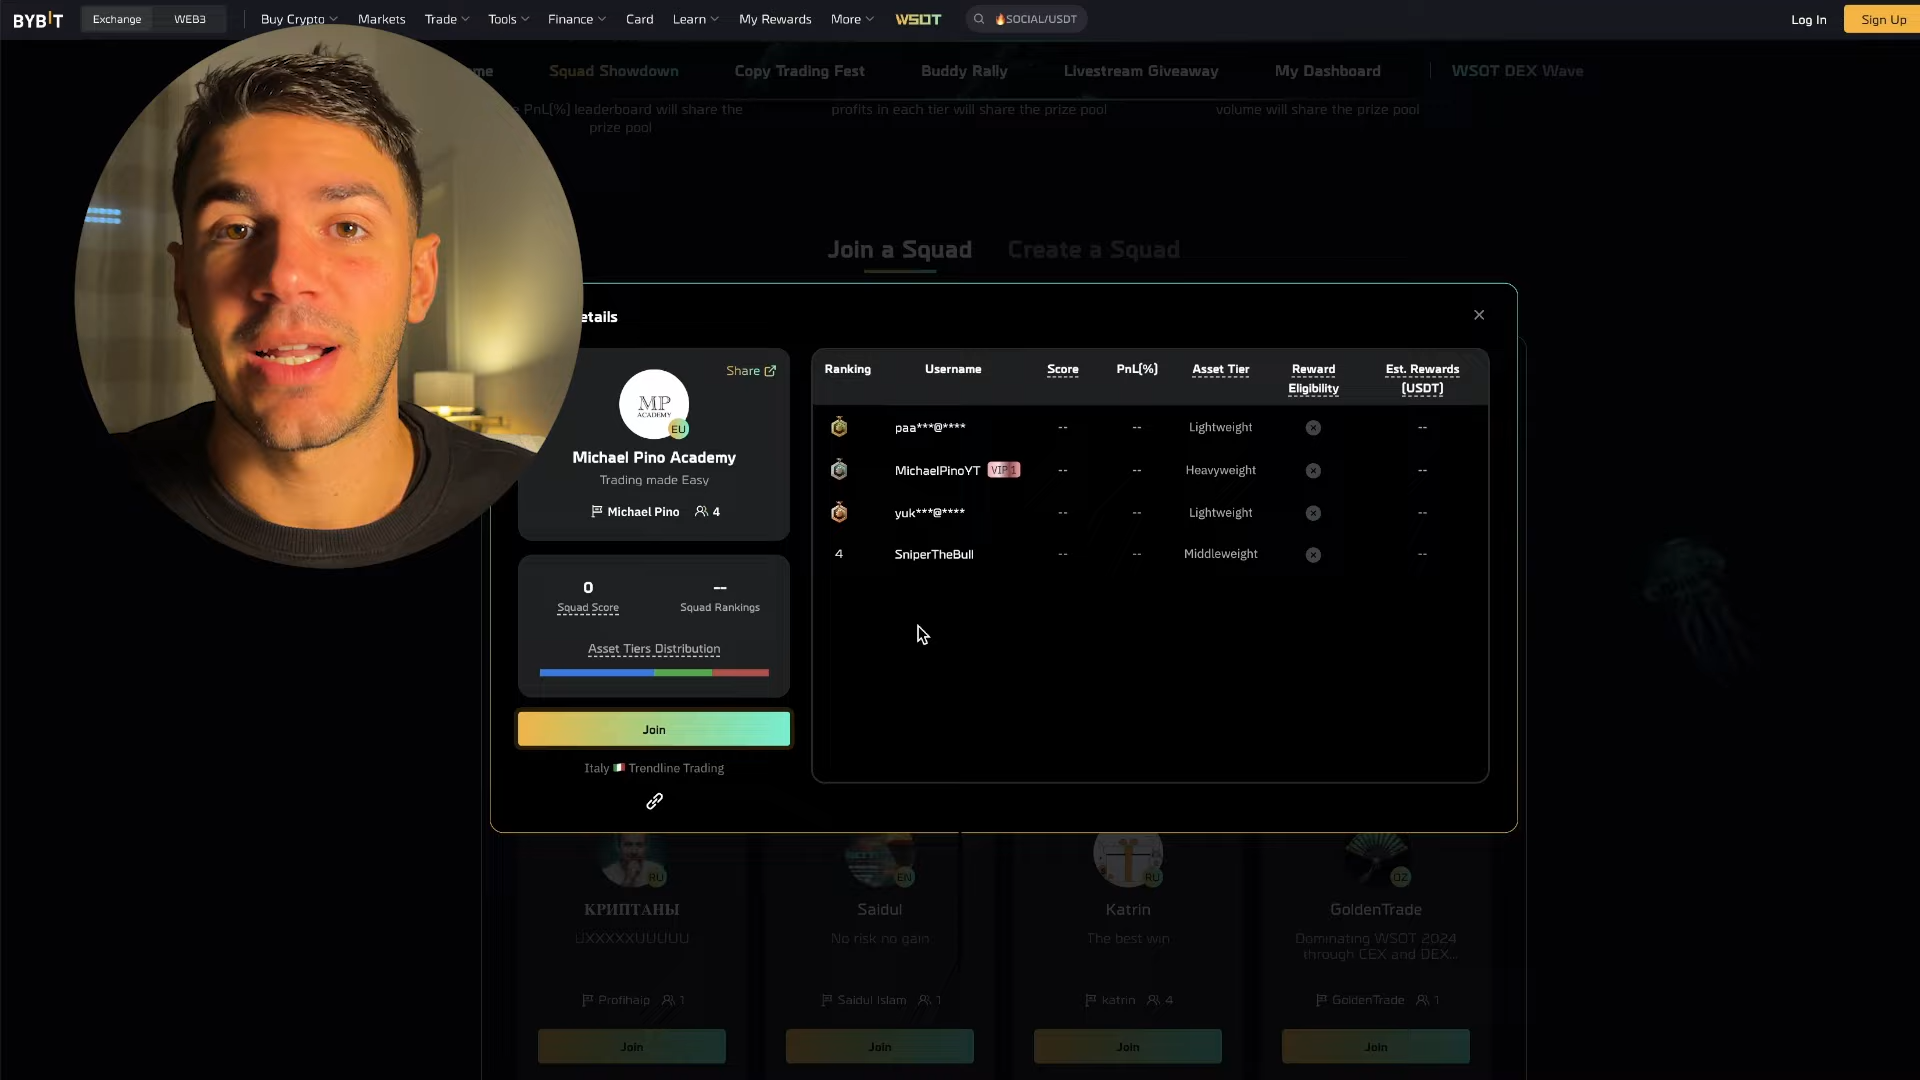 BYBIT Exchange WEB3 Buy Crypto Markets Trade Tools Finance Card Learn My Rewards More WSOT 🔥SOCIAL/USDT Log In Sign Up
me Squad Showdown Copy Trading Fest Buddy Rally Livestream Giveaway My Dashboard WSOT DEX Wave
PnL(%) leaderboard will share the
prize pool
profits in each tier will share the prize pool
volume will share the prize pool
Join a Squad Create a Squad
etails
Share
MP
ACADEMY
EU
Michael Pino Academy
Trading made Easy
Michael Pino 4
0
Squad Score
--
Squad Rankings
Asset Tiers Distribution
Join
Italy 🇮🇹 Trendline Trading
Ranking Username Score PnL(%) Asset Tier Reward Eligibility Est. Rewards (USDT)
paa***@**** -- -- Lightweight --
MichaelPinoYT VIP 1 -- -- Heavyweight --
yuk***@**** -- -- Lightweight --
4 SniperTheBull -- -- Middleweight --
RU
КРИПТАНЫ
Profihaip 1
Join
EN
Saidul
No risk no gain
Saidul Islam 1
Join
RU
Katrin
The best win
katrin 4
Join
OZ
GoldenTrade
Dominating WSOT 2024
through CEX and DEX...
GoldenTrade 1
Join